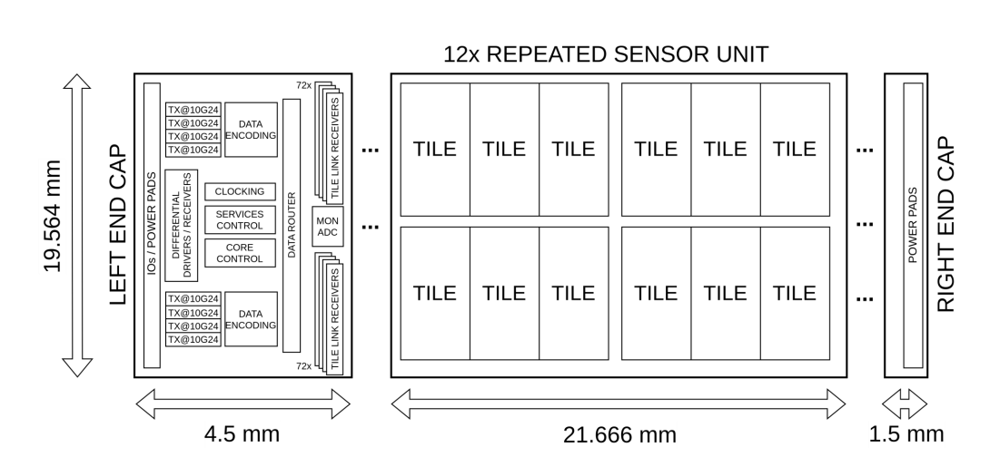 12x REPEATED SENSOR UNIT
19.564 mm
LEFT END CAP
IOs / POWER PADS
TX@10G24
TX@10G24
TX@10G24
TX@10G24
DATA
ENCODING
DIFFERENTIAL
DRIVERS / RECEIVERS
CLOCKING
SERVICES
CONTROL
CORE
CONTROL
TX@10G24
TX@10G24
TX@10G24
TX@10G24
DATA
ENCODING
DATA ROUTER
72x
TILE LINK RECEIVERS
MON
ADC
72x
TILE LINK RECEIVERS
...
...
TILE TILE TILE TILE TILE TILE
TILE TILE TILE TILE TILE TILE
...
...
...
POWER PADS
RIGHT END CAP
4.5 mm
21.666 mm
1.5 mm